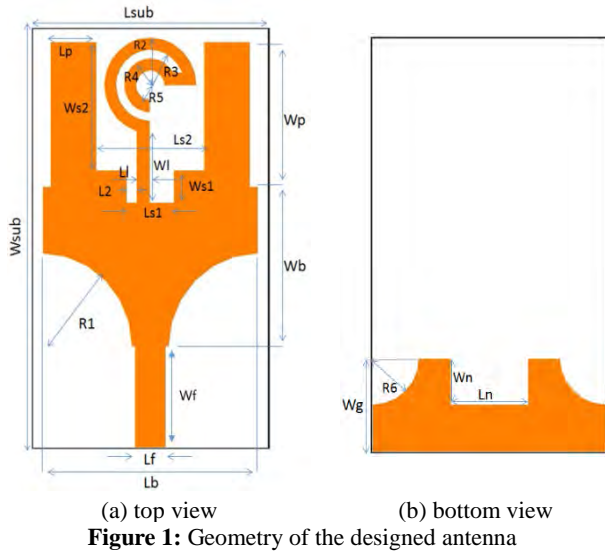 Lsub
Lp
R2
R4
R3
R5
Ws2
Wp
Ls2
Ll
Wl
L2
Ws1
Ls1
Wsub
Wb
R1
Wf
Lf
Lb
R6
Wn
Ln
Wg
(a) top view (b) bottom view
Figure 1: Geometry of the designed antenna